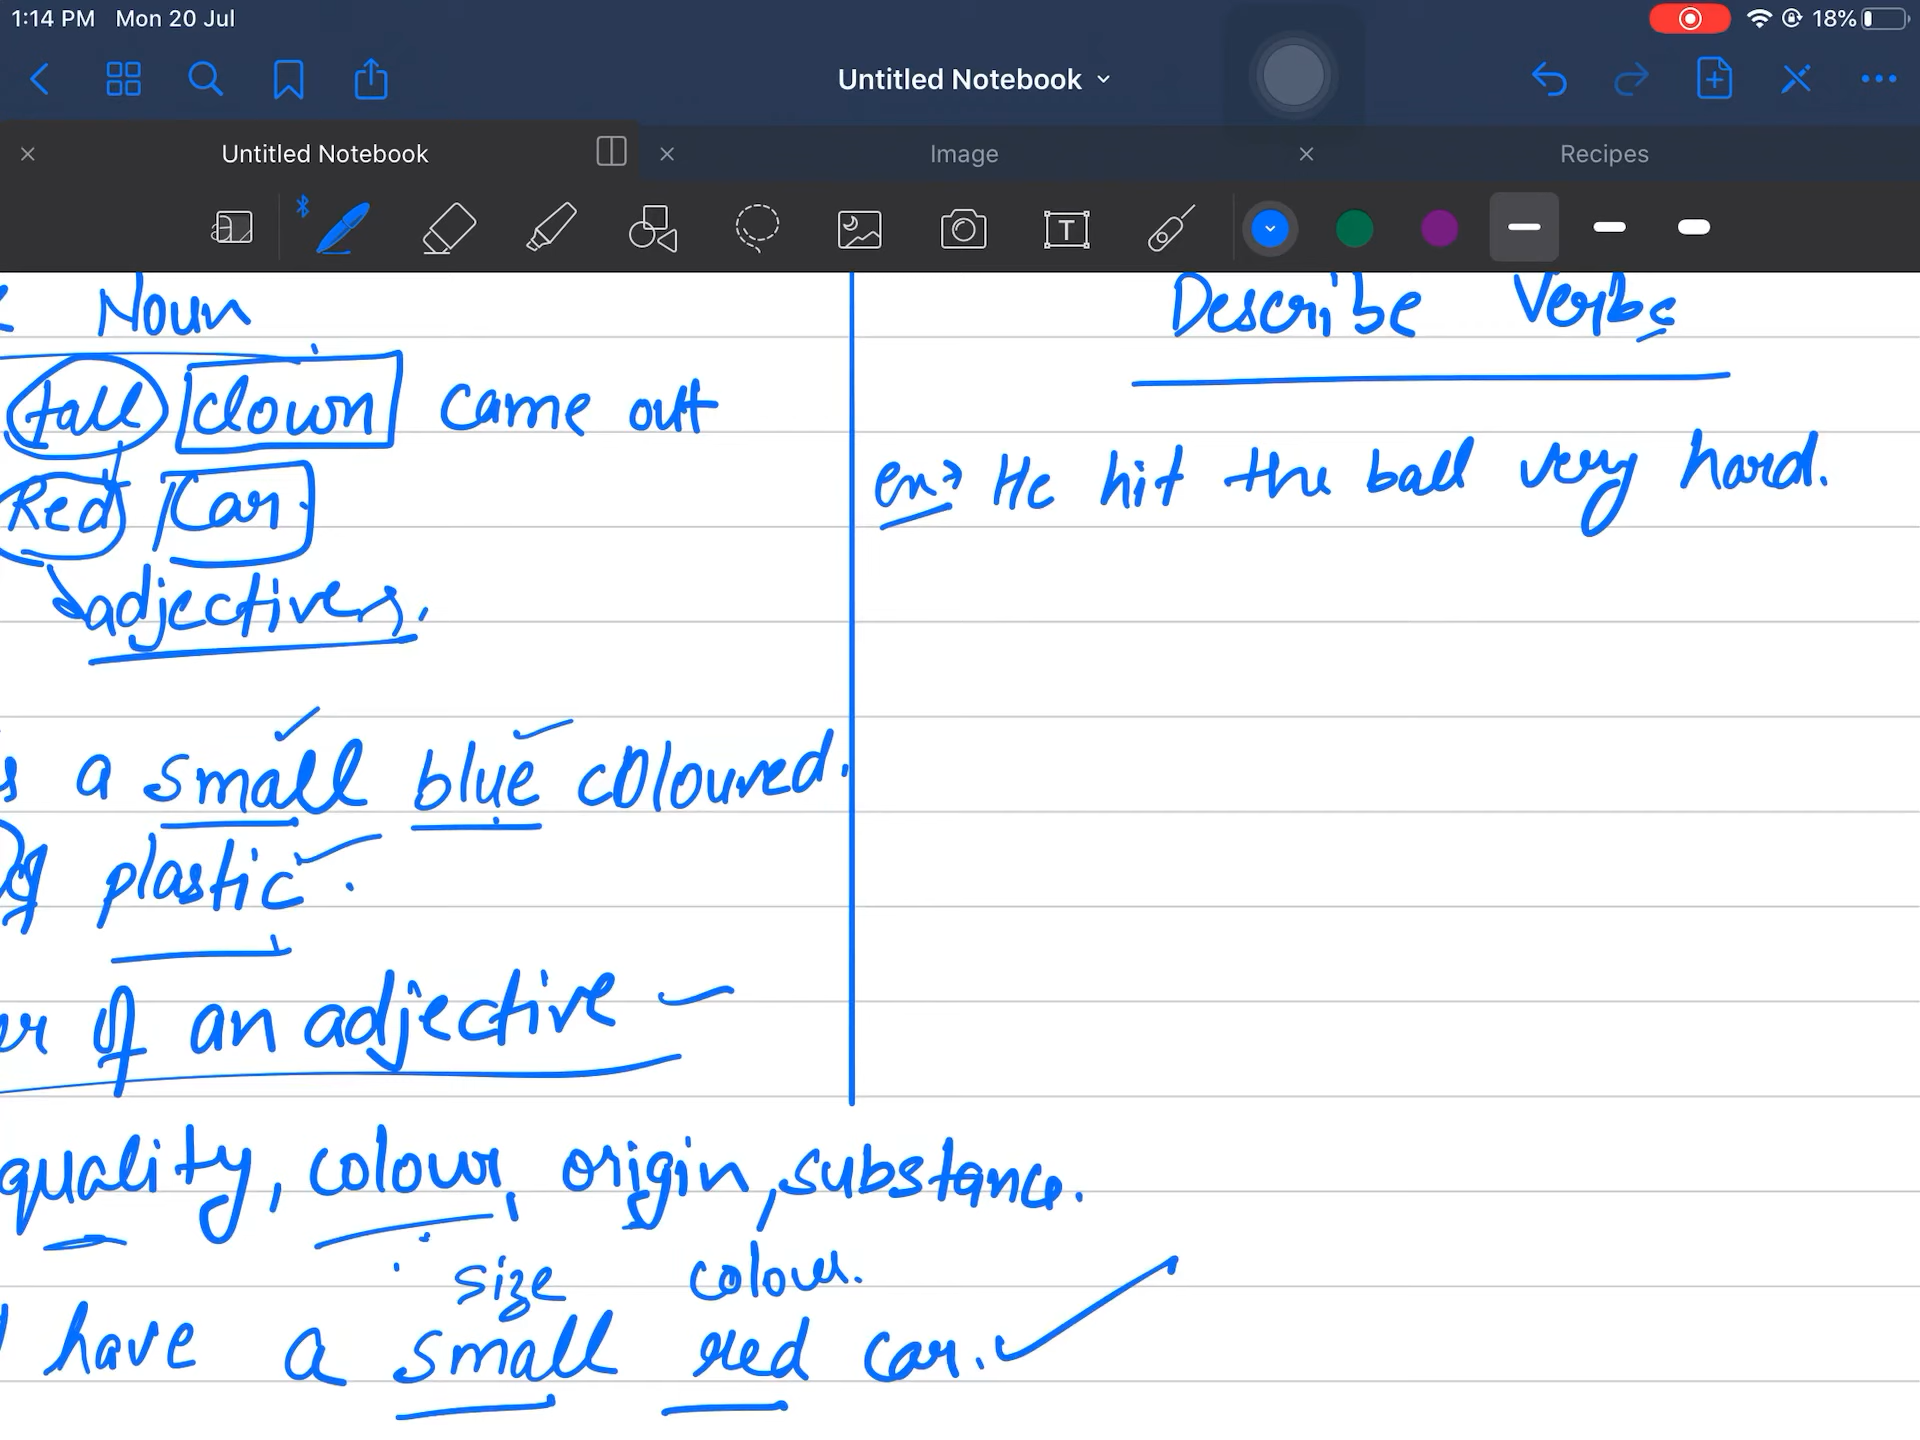 1:14 PM Mon 20 Jul 18%
Untitled Notebook
Untitled Notebook Image Recipes
T
Noun
tall clown came out
Red Car
adjectives.
s a small blue coloured.
plastic.
er of an adjective
quality, colour, origin, substance.
size colour.
have a small red car.
Describe Verbs
ex→ He hit the ball very hard.